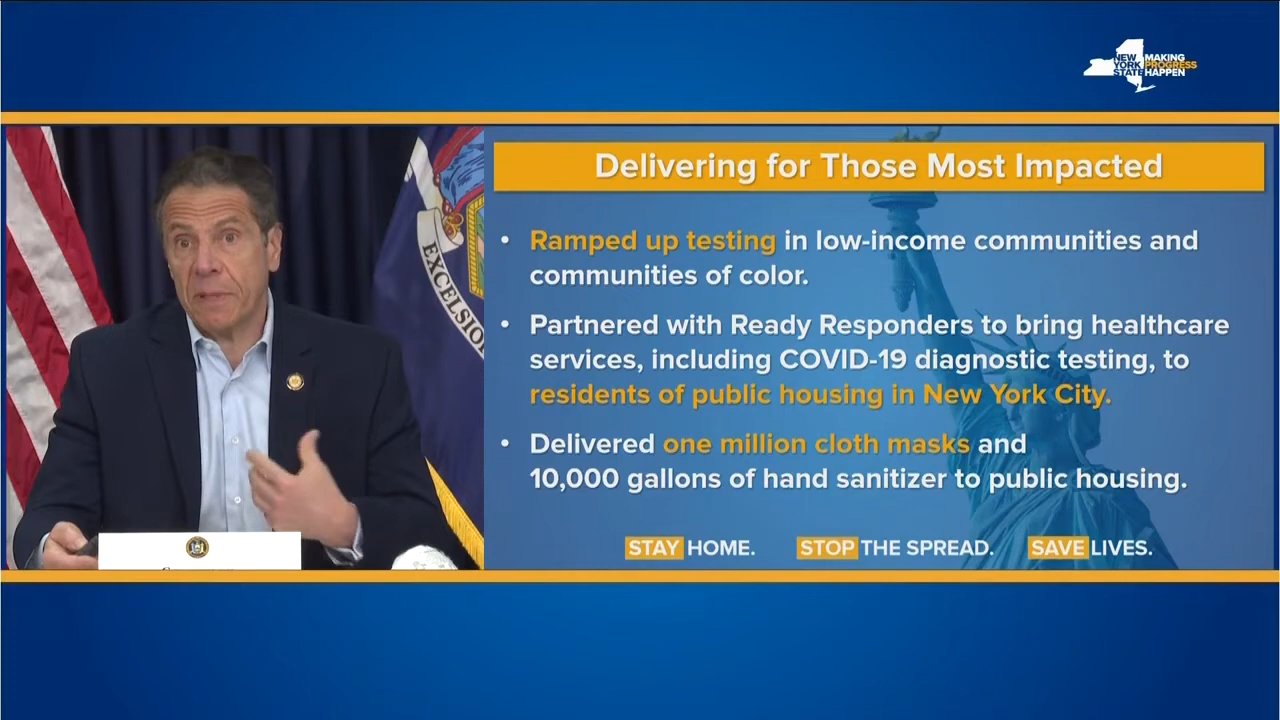 NEW
YORK
STATE
MAKING
PROGRESS
HAPPEN
Delivering for Those Most Impacted
EXCELSIO
• Ramped up testing in low-income communities and
communities of color.
• Partnered with Ready Responders to bring healthcare
services, including COVID-19 diagnostic testing, to
residents of public housing in New York City.
• Delivered one million cloth masks and
10,000 gallons of hand sanitizer to public housing.
STAY HOME. STOP THE SPREAD. SAVE LIVES.